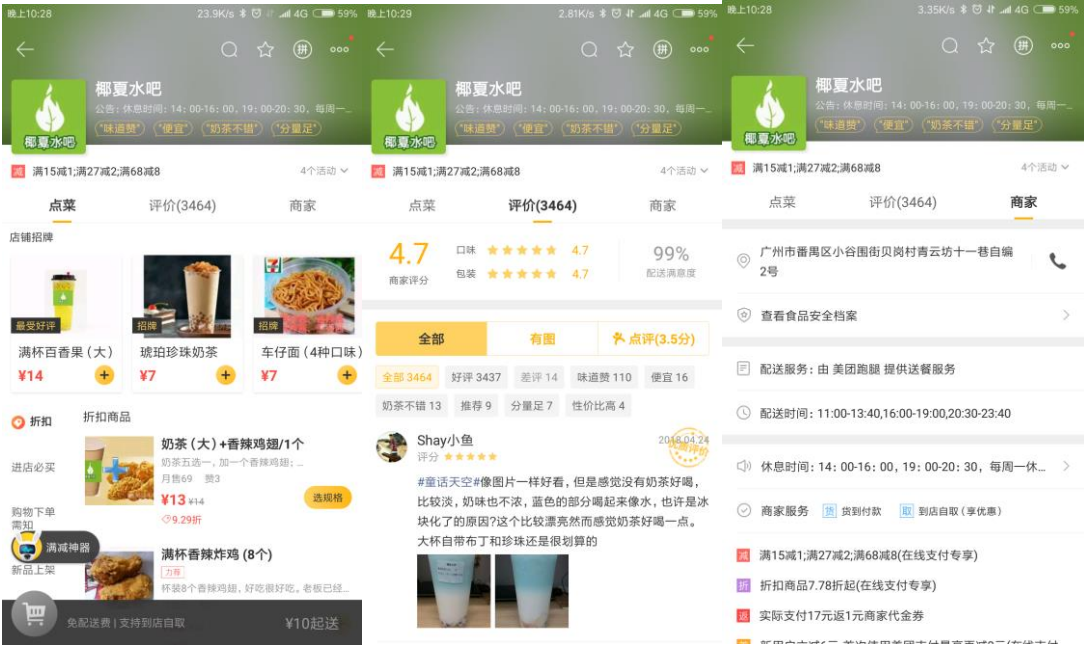 晚上10:28
23.9K/s
4G
59%
拼
椰夏水吧
椰夏水吧
公告: 休息时间: 14: 00-16: 00, 19: 00-20: 30, 每周一...
"味道赞"
"便宜"
"奶茶不错"
"分量足"
减 满15减1;满27减2;满68减8
4个活动
点菜
评价(3464)
商家
店铺招牌
最受好评
招牌
招牌
满杯百香果 (大)
琥珀珍珠奶茶
车仔面 (4种口味)
¥14
¥7
¥7
折扣
进店必买
购物下单
需知
满减神器
新品上架
折扣商品
奶茶 (大) +香辣鸡翅/1个
奶茶五选一, 加一个香辣鸡翅; ...
月售69 赞3
¥13 ¥14
选规格
9.29折
满杯香辣炸鸡 (8个)
力荐
杯装8个香辣鸡翅, 好吃很好吃。老板已经...
免配送费 | 支持到店自取
¥10起送
晚上10:29
2.81K/s
4G
59%
拼
椰夏水吧
椰夏水吧
公告: 休息时间: 14: 00-16: 00, 19: 00-20: 30, 每周一...
"味道赞"
"便宜"
"奶茶不错"
"分量足"
减 满15减1;满27减2;满68减8
4个活动
点菜
评价(3464)
商家
4.7
商家评分
口味 4.7
包装 4.7
99%
配送满意度
全部
有图
点评(3.5分)
全部 3464
好评 3437
差评 14
味道赞 110
便宜 16
奶茶不错 13
推荐 9
分量足 7
性价比高 4
Shay小鱼
2018.04.24
评分
优质评价
#童话天空#像图片一样好看, 但是感觉没有奶茶好喝,
比较淡, 奶味也不浓, 蓝色的部分喝起来像水, 也许是冰
块化了的原因?这个比较漂亮然而感觉奶茶好喝一点。
大杯自带布丁和珍珠还是很划算的
晚上10:28
3.35K/s
4G
59%
拼
椰夏水吧
椰夏水吧
公告: 休息时间: 14: 00-16: 00, 19: 00-20: 30, 每周一...
"味道赞"
"便宜"
"奶茶不错"
"分量足"
减 满15减1;满27减2;满68减8
4个活动
点菜
评价(3464)
商家
广州市番禺区小谷围街贝岗村青云坊十一巷自编
2号
查看食品安全档案
配送服务: 由 美团跑腿 提供送餐服务
配送时间: 11:00-13:40,16:00-19:00,20:30-23:40
休息时间: 14: 00-16: 00, 19: 00-20: 30, 每周一休...
商家服务 货 货到付款 取 到店自取 (享优惠)
减 满15减1;满27减2;满68减8(在线支付专享)
折 折扣商品7.78折起(在线支付专享)
返 实际支付17元返1元商家代金券